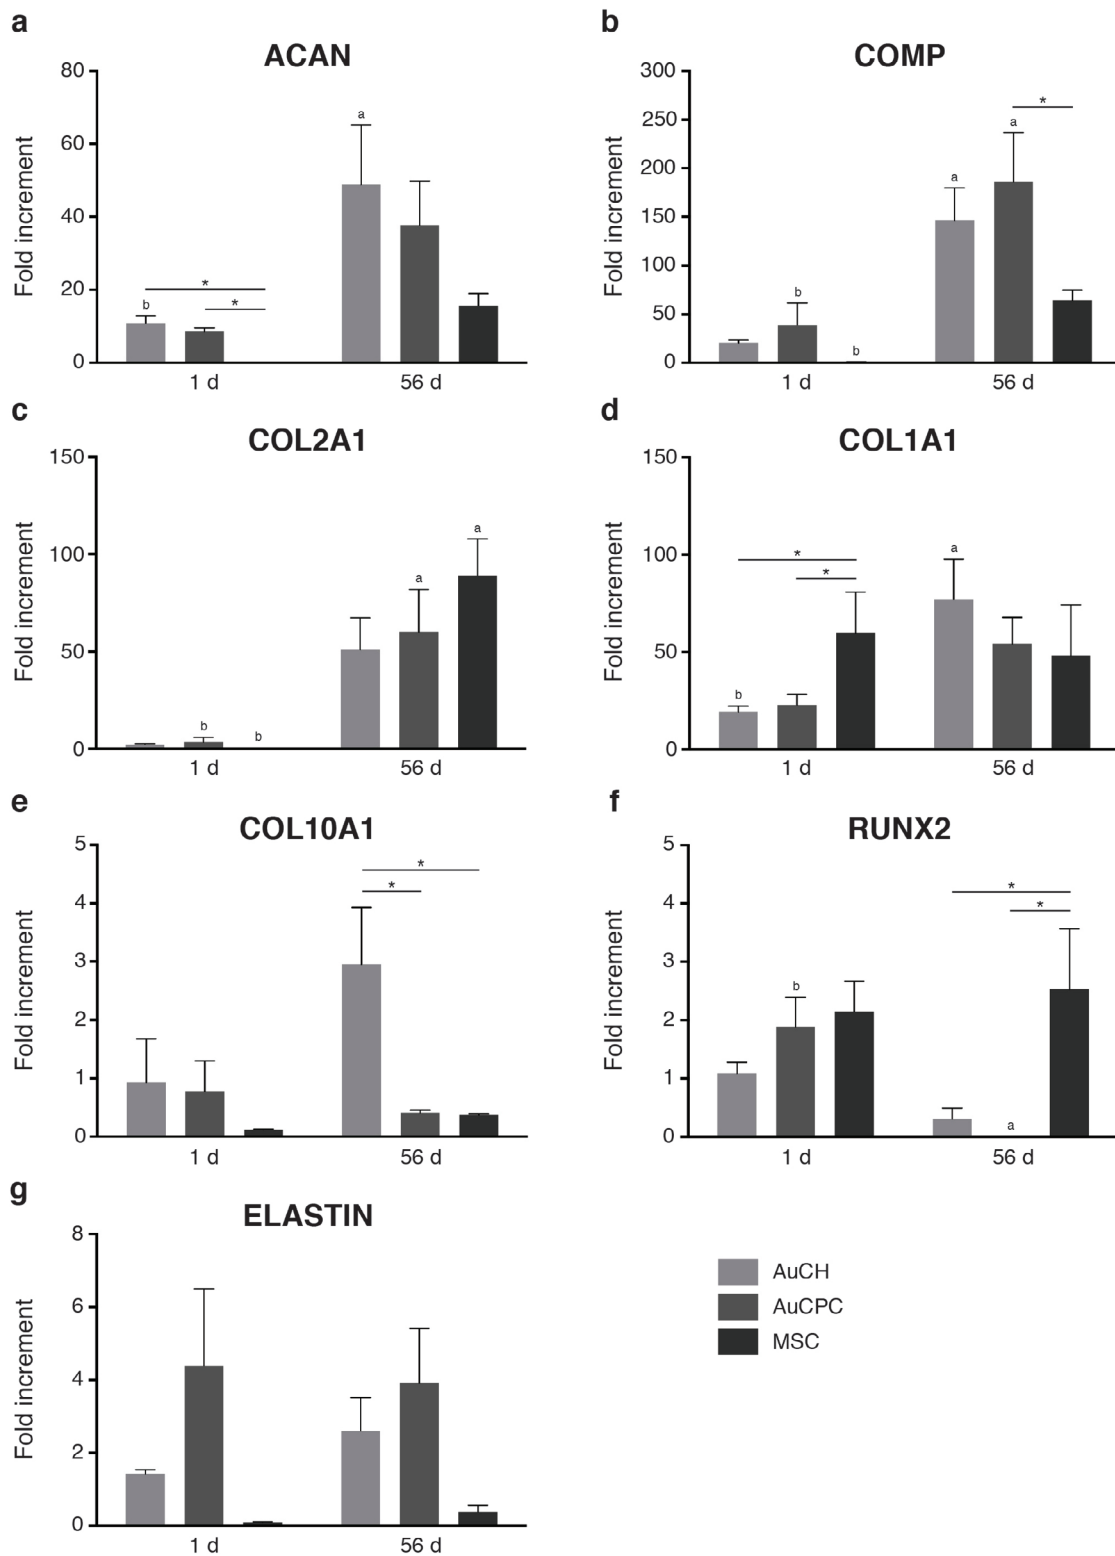 a
ACAN
Fold increment
80
60
40
20
0
b
*
*
a
1 d
56 d
b
COMP
Fold increment
300
250
200
150
100
50
0
b
b
a
a
*
1 d
56 d
c
COL2A1
Fold increment
150
100
50
0
b
b
a
a
1 d
56 d
d
COL1A1
Fold increment
150
100
50
0
b
*
*
a
1 d
56 d
e
COL10A1
Fold increment
5
4
3
2
1
0
*
*
1 d
56 d
f
RUNX2
Fold increment
5
4
3
2
1
0
b
a
*
*
1 d
56 d
g
ELASTIN
Fold increment
8
6
4
2
0
1 d
56 d
AuCH
AuCPC
MSC